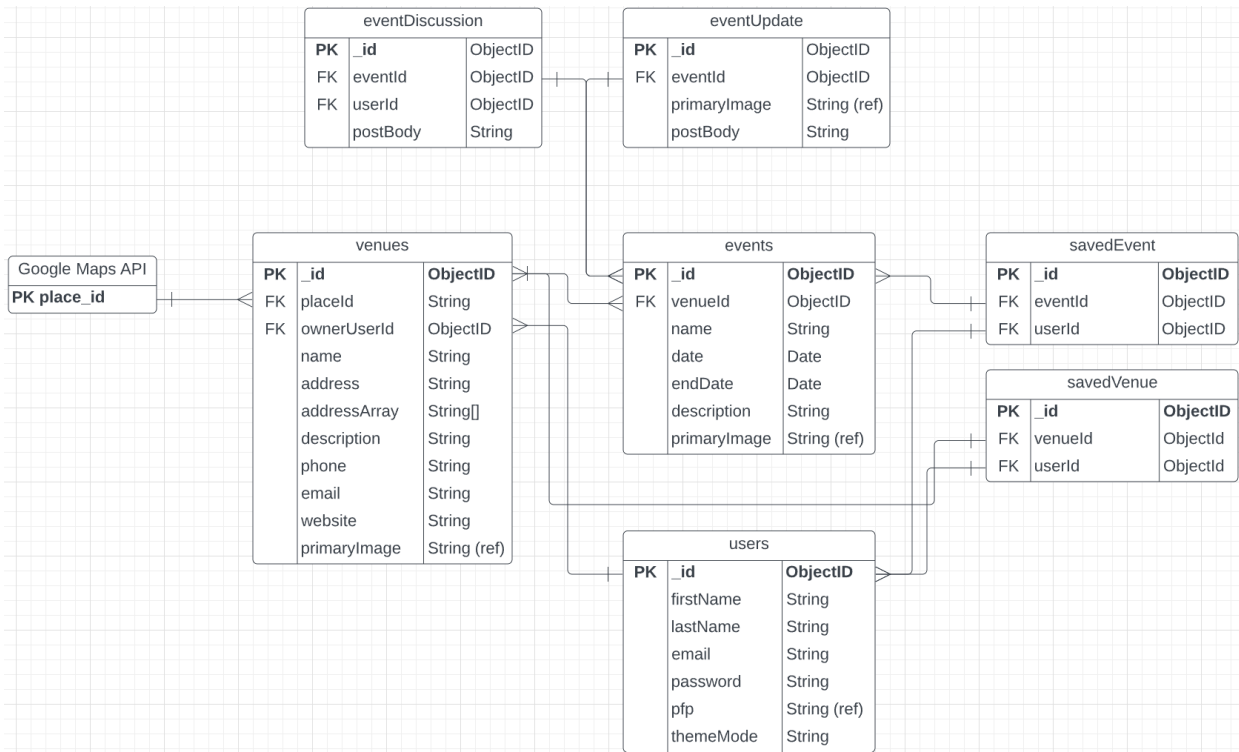 eventDiscussion
PK _id ObjectID
FK eventId ObjectID
FK userId ObjectID
postBody String
eventUpdate
PK _id ObjectID
FK eventId ObjectID
primaryImage String (ref)
postBody String
Google Maps API
PK place_id
venues
PK _id ObjectID
FK placeId String
FK ownerUserId ObjectID
name String
address String
addressArray String[]
description String
phone String
email String
website String
primaryImage String (ref)
events
PK _id ObjectID
FK venueId ObjectID
name String
date Date
endDate Date
description String
primaryImage String (ref)
savedEvent
PK _id ObjectID
FK eventId ObjectID
FK userId ObjectID
savedVenue
PK _id ObjectID
FK venueId ObjectId
FK userId ObjectId
users
PK _id ObjectID
firstName String
lastName String
email String
password String
pfp String (ref)
themeMode String